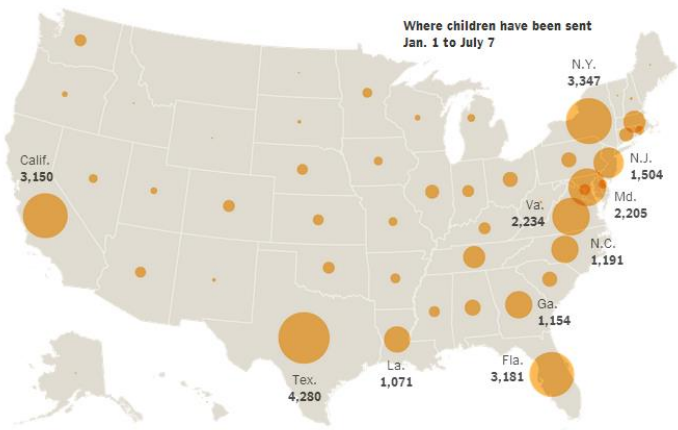 Where children have been sent
Jan. 1 to July 7
N.Y.
3,347
Calif.
3,150
N.J.
1,504
Md.
2,205
Va.
2,234
N.C.
1,191
Ga.
1,154
Fla.
3,181
La.
1,071
Tex.
4,280